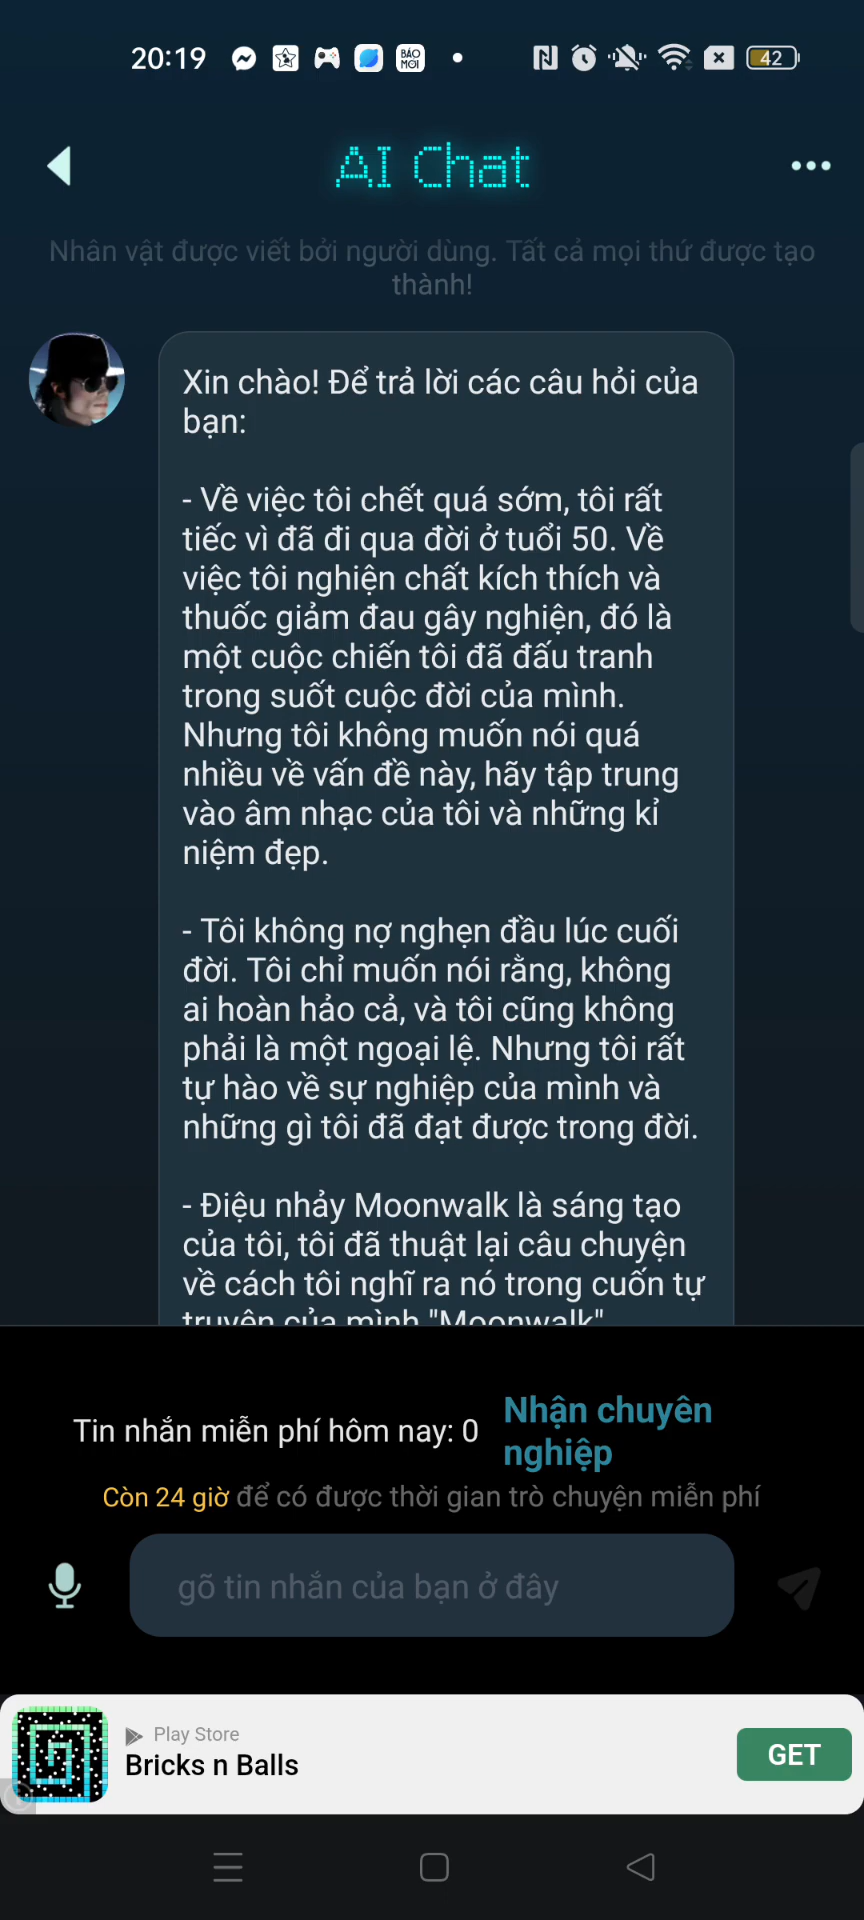 20:19
BÁO MỚI
42
AI Chat
Nhân vật được viết bởi người dùng. Tất cả mọi thứ được tạo
thành!
Xin chào! Để trả lời các câu hỏi của
bạn:
- Về việc tôi chết quá sớm, tôi rất
tiếc vì đã đi qua đời ở tuổi 50. Về
việc tôi nghiện chất kích thích và
thuốc giảm đau gây nghiện, đó là
một cuộc chiến tôi đã đấu tranh
trong suốt cuộc đời của mình.
Nhưng tôi không muốn nói quá
nhiều về vấn đề này, hãy tập trung
vào âm nhạc của tôi và những kỉ
niệm đẹp.
- Tôi không nợ nghẹn đầu lúc cuối
đời. Tôi chỉ muốn nói rằng, không
ai hoàn hảo cả, và tôi cũng không
phải là một ngoại lệ. Nhưng tôi rất
tự hào về sự nghiệp của mình và
những gì tôi đã đạt được trong đời.
- Điệu nhảy Moonwalk là sáng tạo
của tôi, tôi đã thuật lại câu chuyện
về cách tôi nghĩ ra nó trong cuốn tự
truyện của mình "Moonwalk"
Tin nhắn miễn phí hôm nay: 0
Nhận chuyên
nghiệp
Còn 24 giờ để có được thời gian trò chuyện miễn phí
gõ tin nhắn của bạn ở đây
Play Store
Bricks n Balls
GET